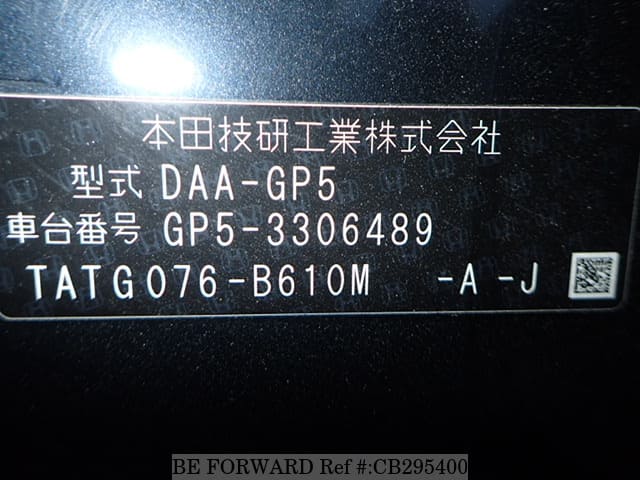 本田技研工業株式会社
型式 DAA-GP5
車台番号 GP5-3306489
TATG076-B610M -A -J
BE FORWARD Ref #:CB295400